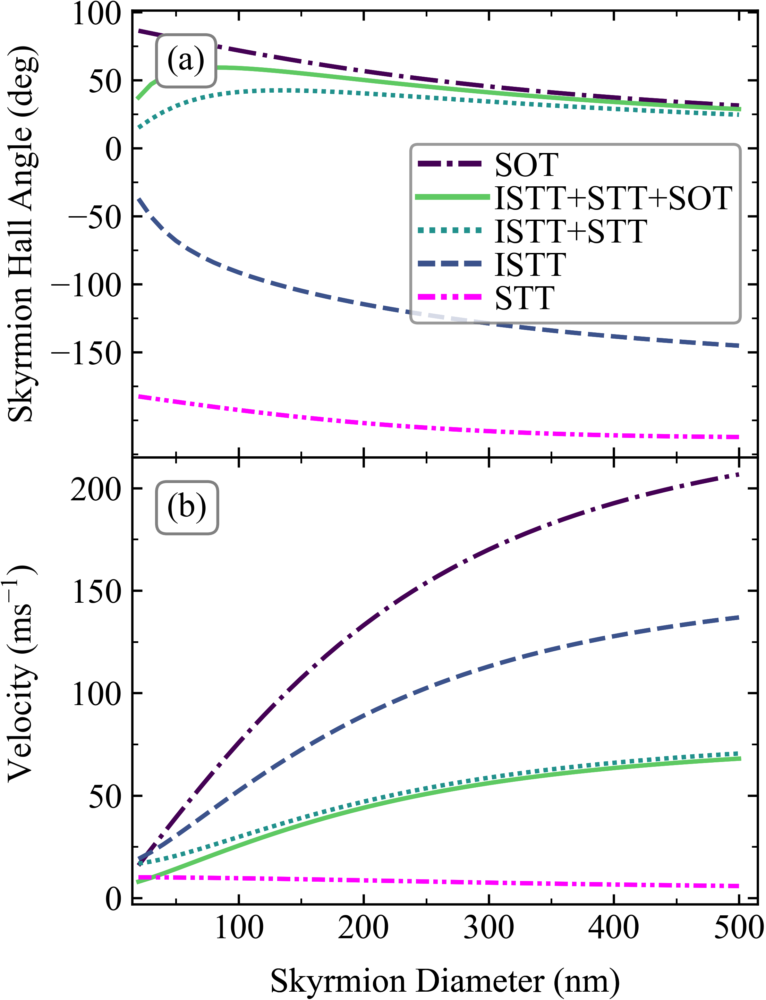 100
50
0
−50
−100
−150
Skyrmion Hall Angle (deg)
(a)
SOT
ISTT+STT+SOT
ISTT+STT
ISTT
STT
200
150
100
50
0
Velocity (ms⁻¹)
(b)
100 200 300 400 500
Skyrmion Diameter (nm)